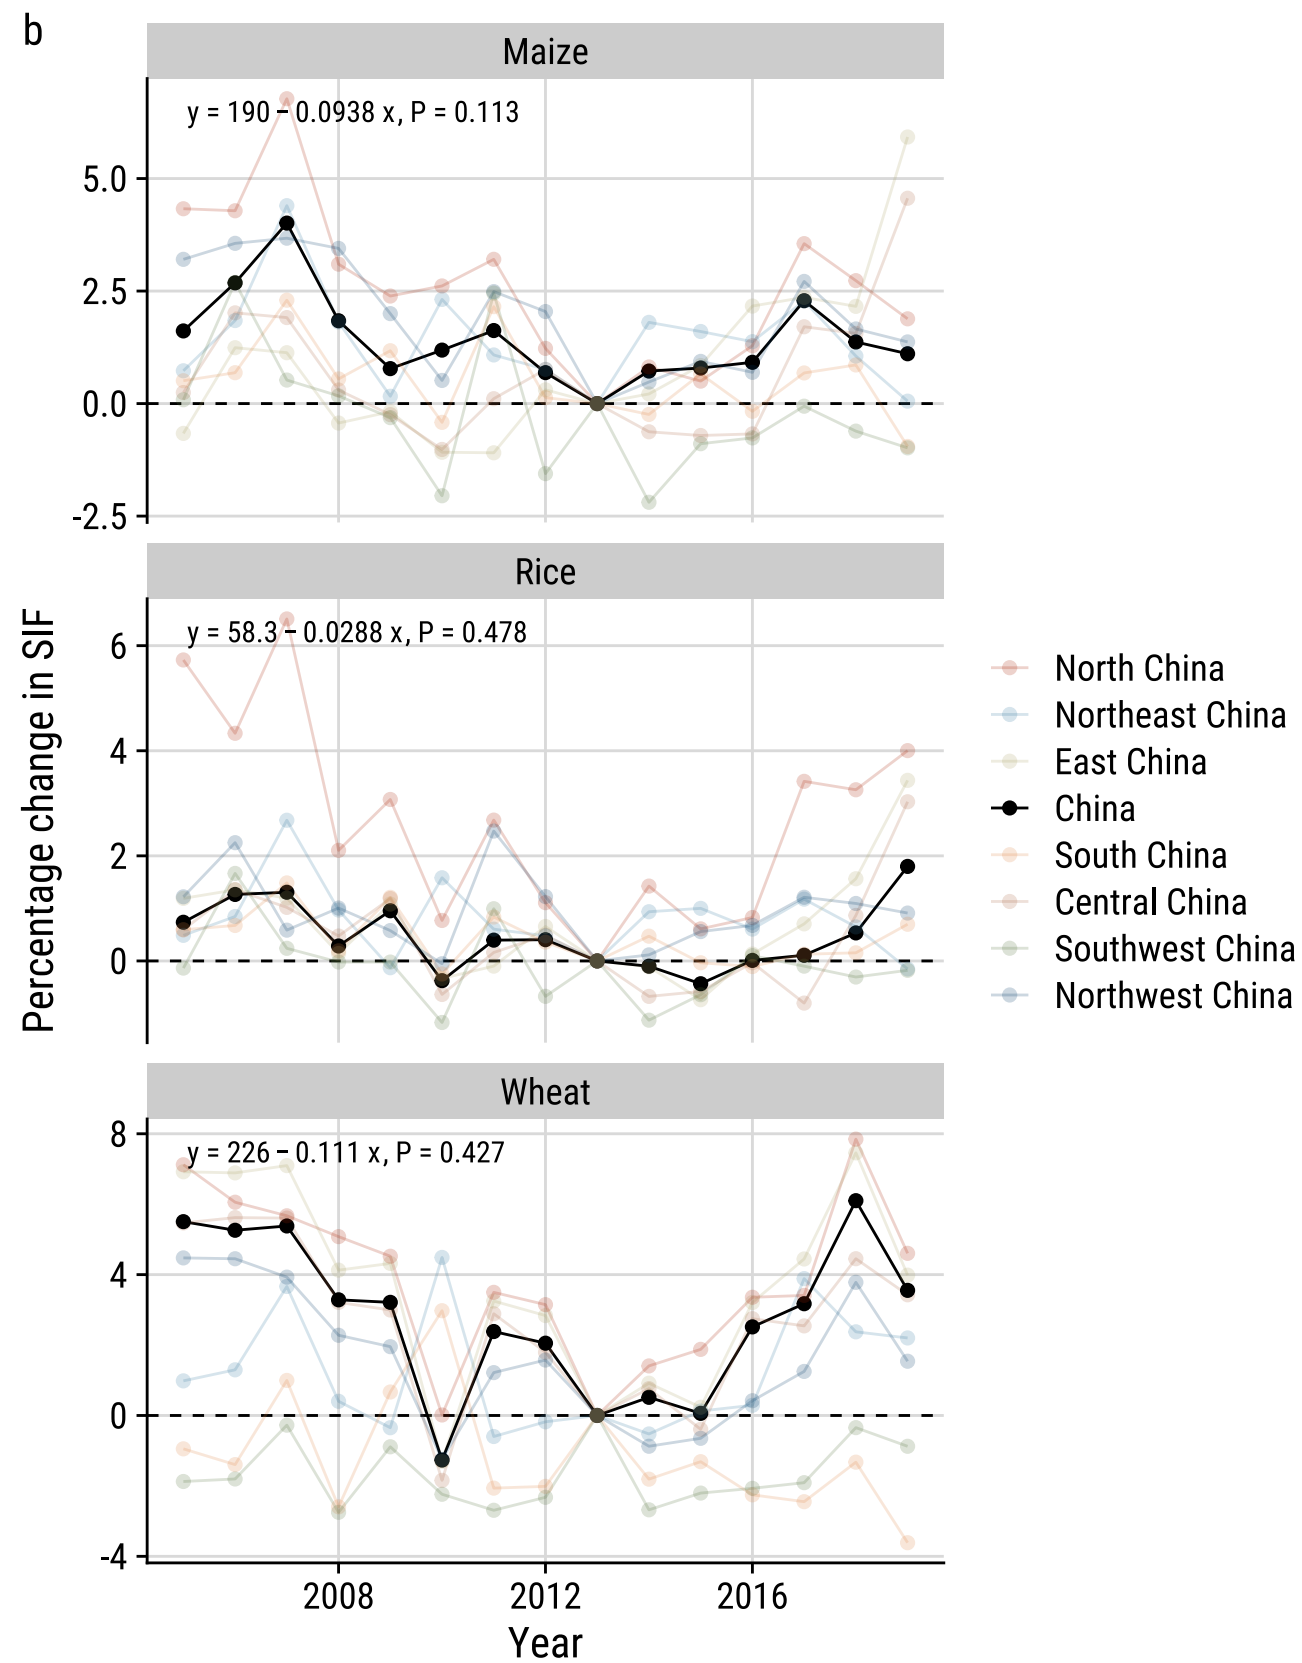 b
Maize
y = 190 − 0.0938 x, P = 0.113
5.0
2.5
0.0
-2.5
Rice
y = 58.3 − 0.0288 x, P = 0.478
6
4
2
0
Percentage change in SIF
North China
Northeast China
East China
China
South China
Central China
Southwest China
Northwest China
Wheat
y = 226 − 0.111 x, P = 0.427
8
4
0
-4
2008 2012 2016
Year